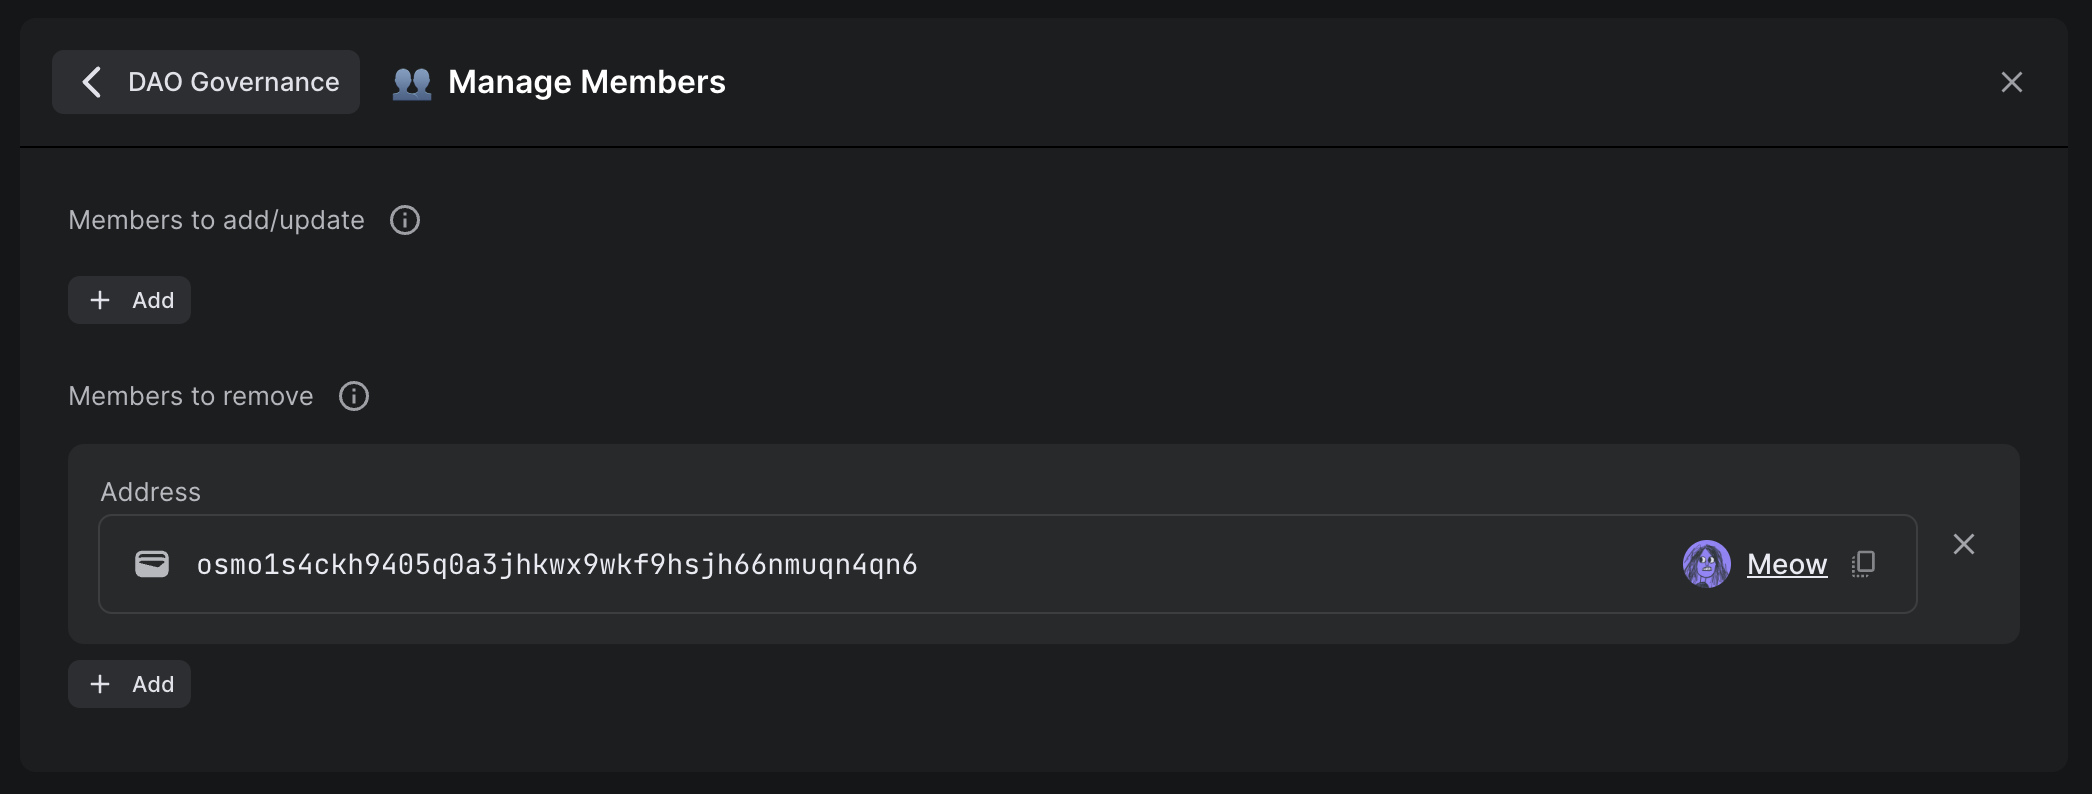 DAO Governance
Manage Members
Members to add/update
Add
Members to remove
Address
osmo1s4ckh9405q0a3jhkwx9wkf9hsjh66nmuqn4qn6 Meow
Add